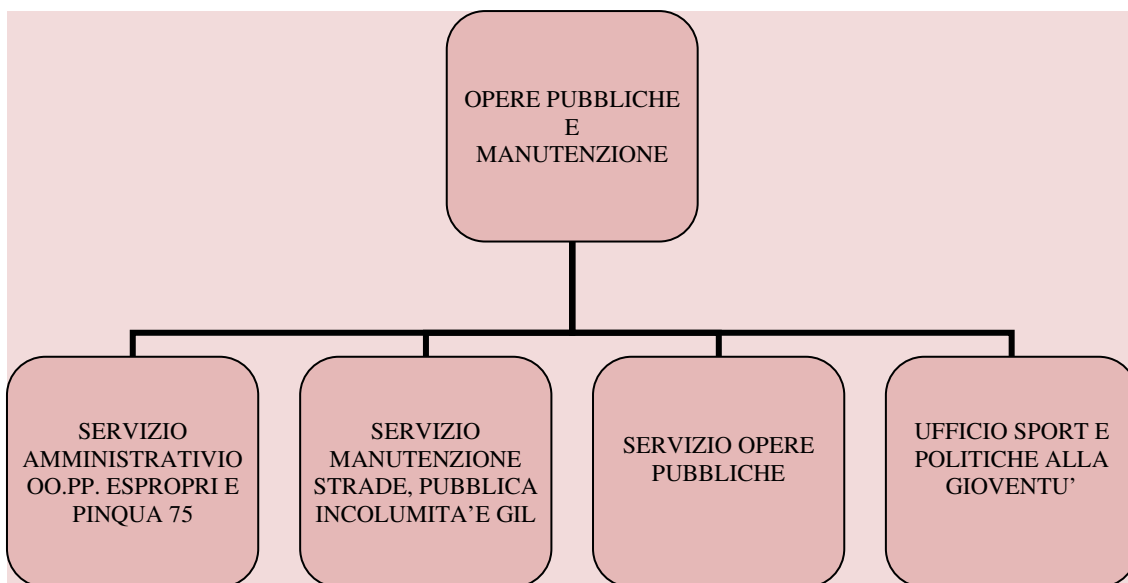 OPERE PUBBLICHE
E
MANUTENZIONE
SERVIZIO
AMMINISTRATIVIO
OO.PP. ESPROPRI E
PINQUA 75
SERVIZIO
MANUTENZIONE
STRADE, PUBBLICA
INCOLUMITA’E GIL
SERVIZIO OPERE
PUBBLICHE
UFFICIO SPORT E
POLITICHE ALLA
GIOVENTU’